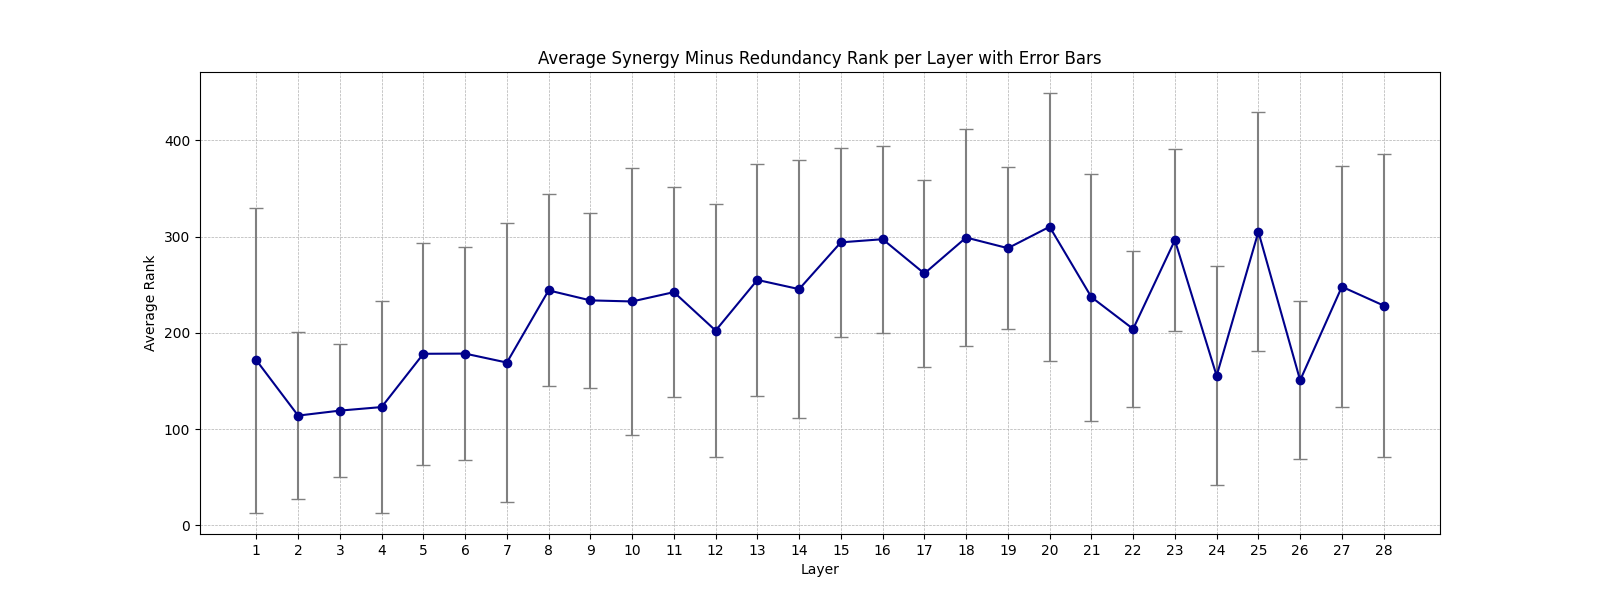 Average Synergy Minus Redundancy Rank per Layer with Error Bars
Average Rank
400
300
200
100
0
1 2 3 4 5 6 7 8 9 10 11 12 13 14 15 16 17 18 19 20 21 22 23 24 25 26 27 28
Layer